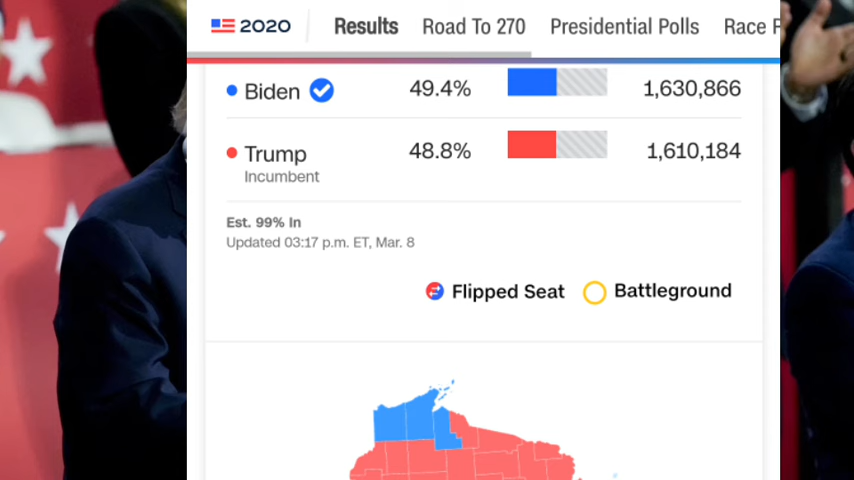 2020 Results Road To 270 Presidential Polls Race
Biden 49.4% 1,630,866
Trump 48.8% 1,610,184
Incumbent
Est. 99% In
Updated 03:17 p.m. ET, Mar. 8
Flipped Seat Battleground